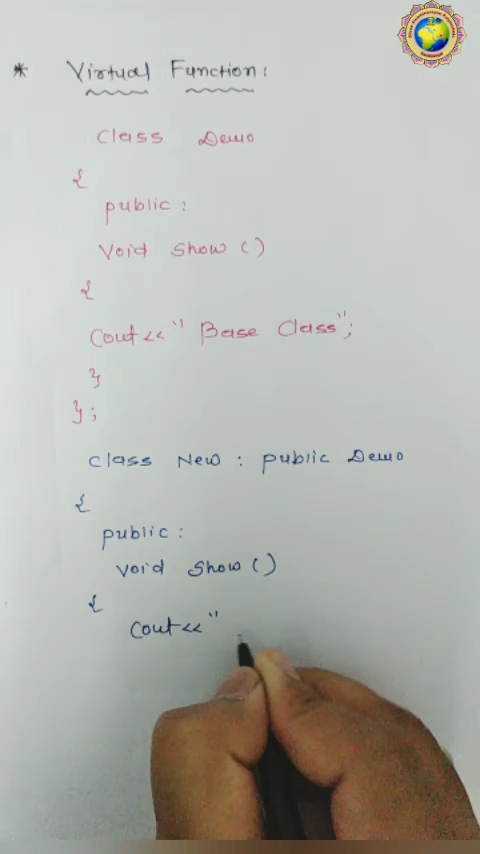 * Virtual Function:
Class Demo
{
public:
Void Show ()
{
Cout<<" Base Class";
}
};
Class New : public Demo
{
public:
Void Show ()
{
Cout<<"